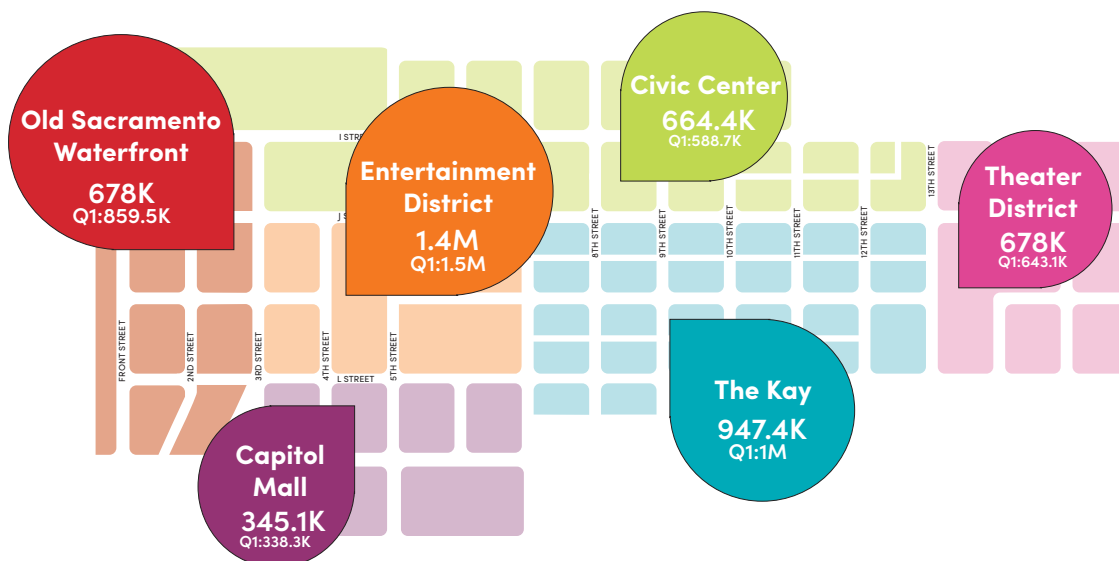 Old Sacramento
Waterfront
678K
Q1:859.5K
Entertainment
District
1.4M
Q1:1.5M
Civic Center
664.4K
Q1:588.7K
Theater
District
678K
Q1:643.1K
The Kay
947.4K
Q1:1M
Capitol
Mall
345.1K
Q1:338.3K
I STRE
J S
L STREET
FRONT STREET
2ND STREET
3RD STREET
4TH STREET
5TH STREET
8TH STREET
9TH STREET
10TH STREET
11TH STREET
12TH STREET
13TH STREET